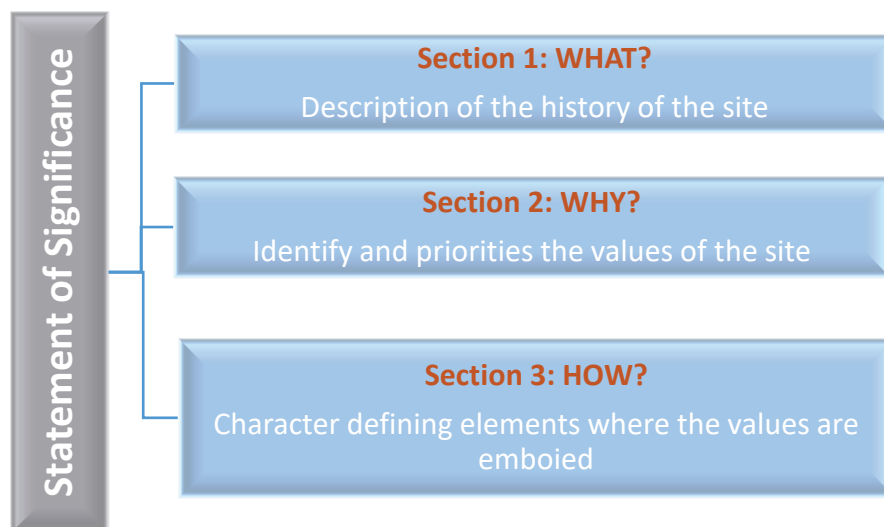 Statement of Significance
Section 1: WHAT?
Description of the history of the site
Section 2: WHY?
Identify and priorities the values of the site
Section 3: HOW?
Character defining elements where the values are
emboied